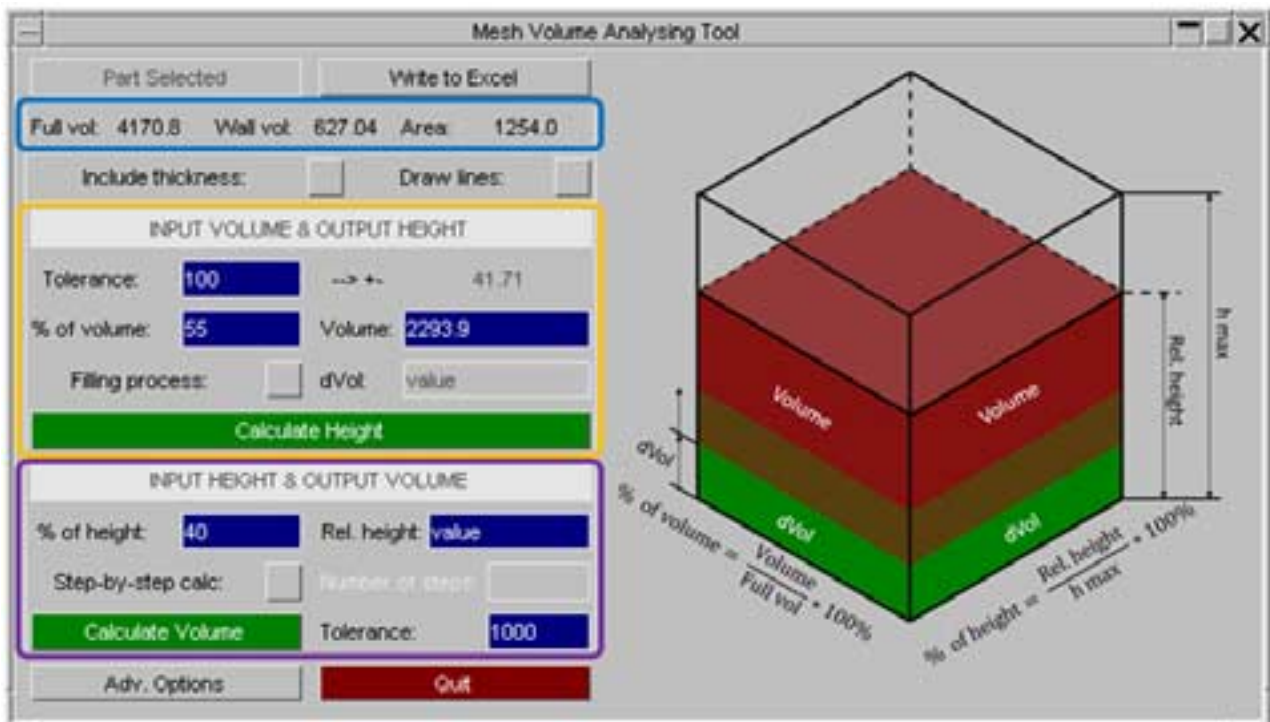 Mesh Volume Analysing Tool
Part Selected Write to Excel
Full vol: 4170.8 Wall vol: 627.04 Area: 1254.0
Include thickness: Draw lines:
INPUT VOLUME & OUTPUT HEIGHT
Tolerance: 100 --> +- 41.71
% of volume: 55 Volume: 2293.9
Filling process: dVol: value
Calculate Height
INPUT HEIGHT & OUTPUT VOLUME
% of height: 40 Rel. height: value
Step-by-step calc: Number of steps:
Calculate Volume Tolerance: 1000
Adv. Options Quit
h max
Rel. height
Volume Volume
dVol
dVol dVol
% of volume = Volume / Full vol * 100%
% of height = Rel. height / h max * 100%